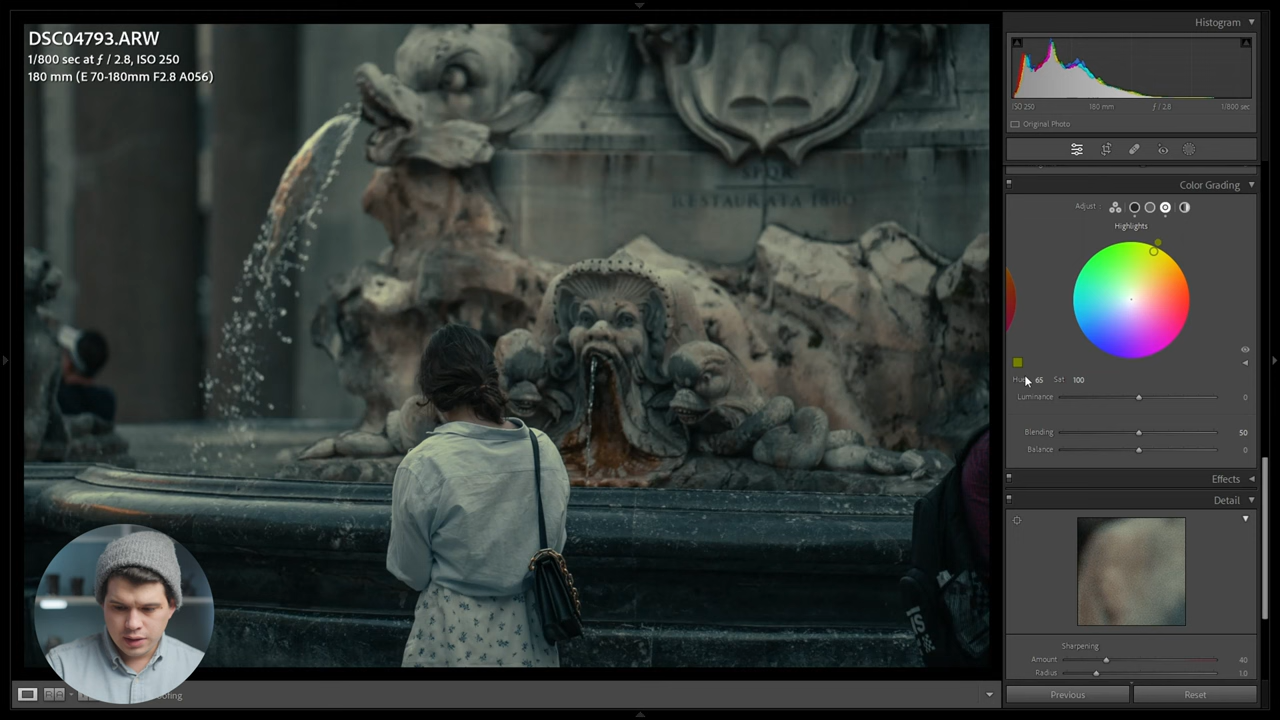 DSC04793.ARW
1/800 sec at ƒ / 2.8, ISO 250
180 mm (E 70-180mm F2.8 A056)
SPQR
RESTAURATA 1880
IS
Histogram
ISO 250 180 mm ƒ / 2.8 1/800 sec
Original Photo
Color Grading
Adjust :
Highlights
Hue 65 Sat 100
Luminance 0
Blending 50
Balance 0
Effects
Detail
Sharpening
Amount 40
Radius 1.0
Previous Reset